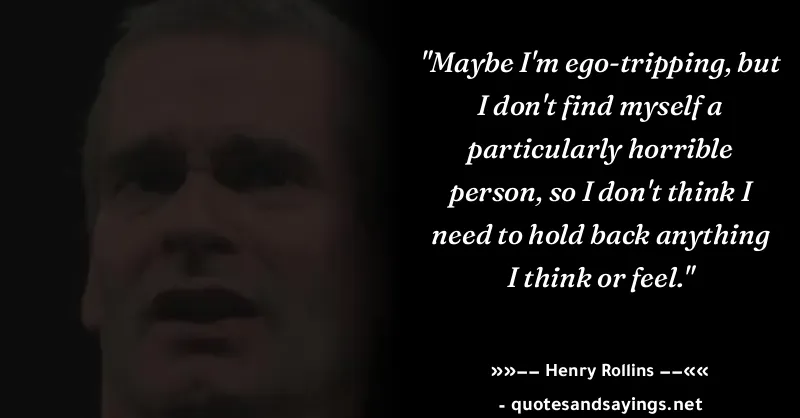 "Maybe I'm ego-tripping, but
I don't find myself a
particularly horrible
person, so I don't think I
need to hold back anything
I think or feel."
»»-- Henry Rollins --««
- quotesandsayings.net